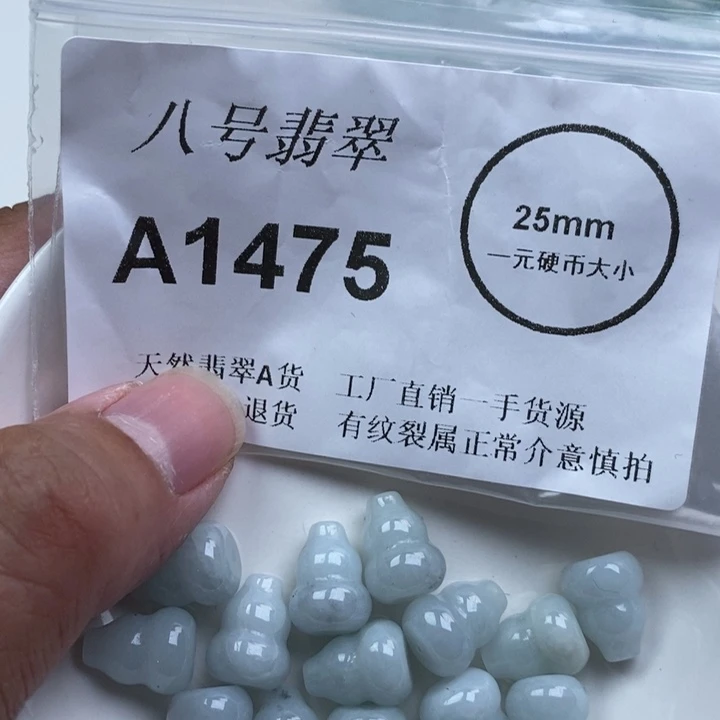 八号翡翠
A1475
25mm
一元硬币大小
天然翡翠A货 工厂直销一手货源
退货 有纹裂属正常介意慎拍